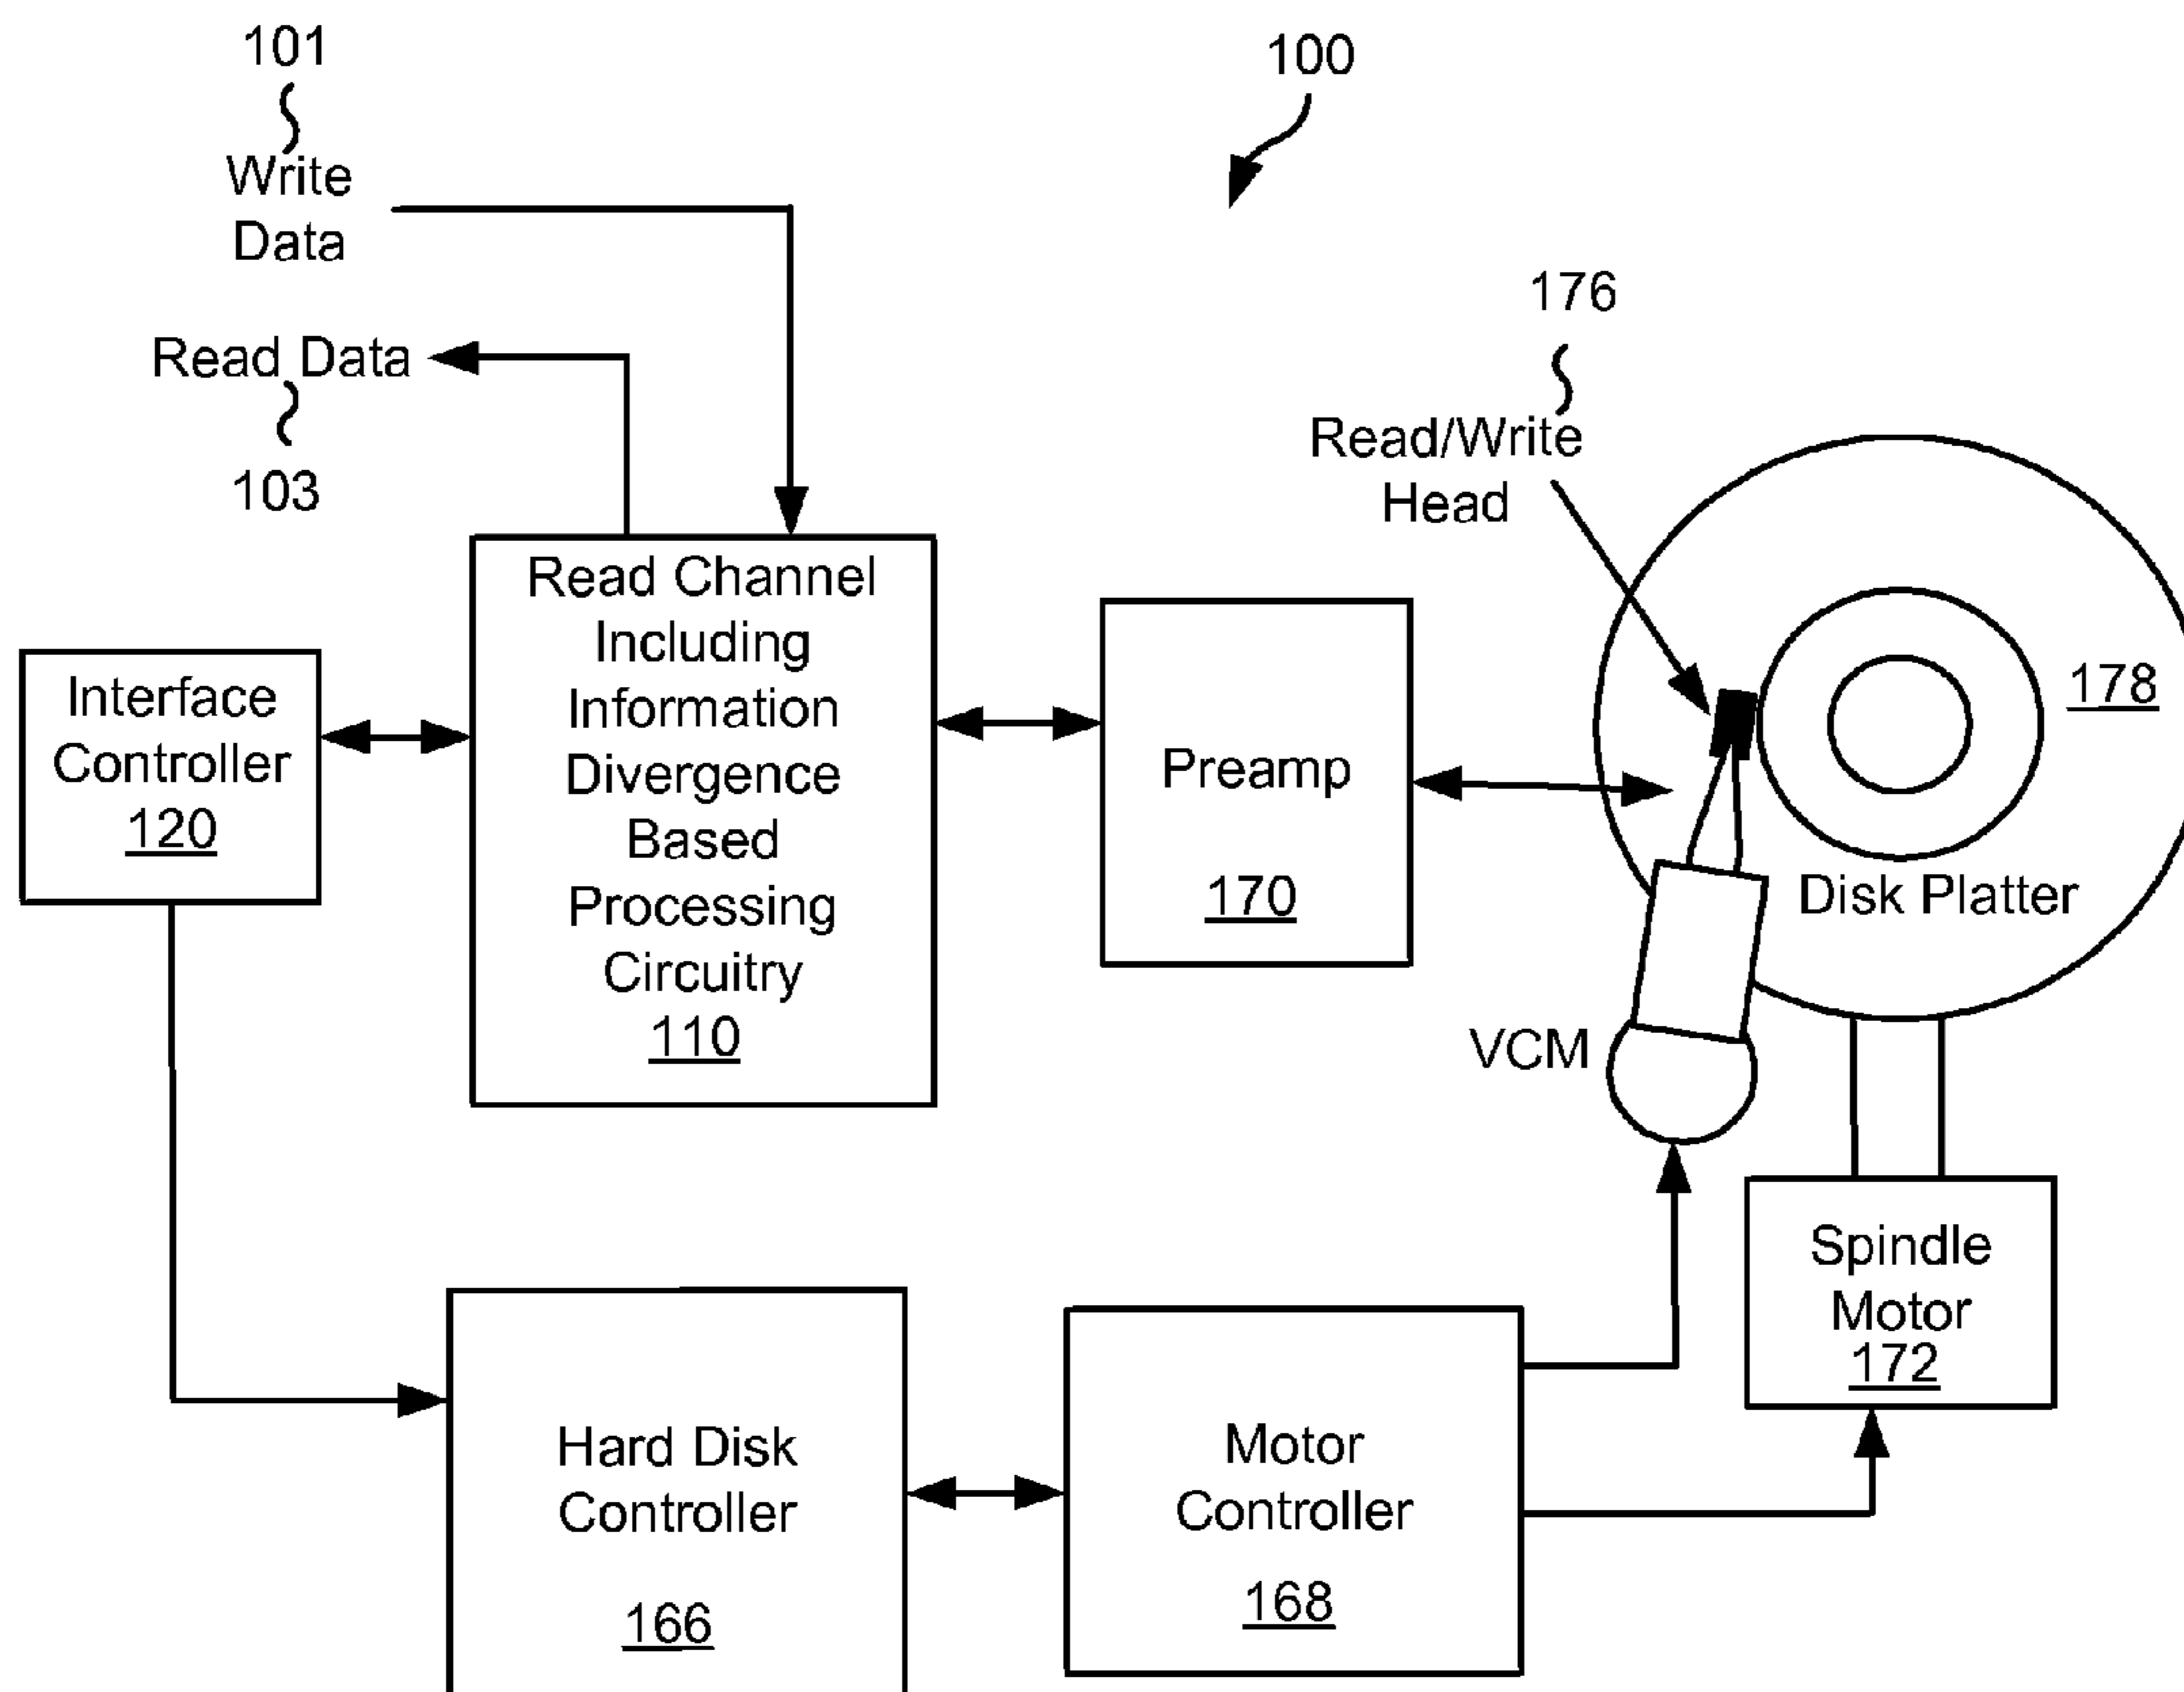 101
Write
Data
100
Read Data
103
176
Read/Write
Head
Read Channel
Including
Information
Divergence
Based
Processing
Circuitry
110
Interface
Controller
120
Preamp
170
178
Disk Platter
VCM
Spindle
Motor
172
Hard Disk
Controller
166
Motor
Controller
168